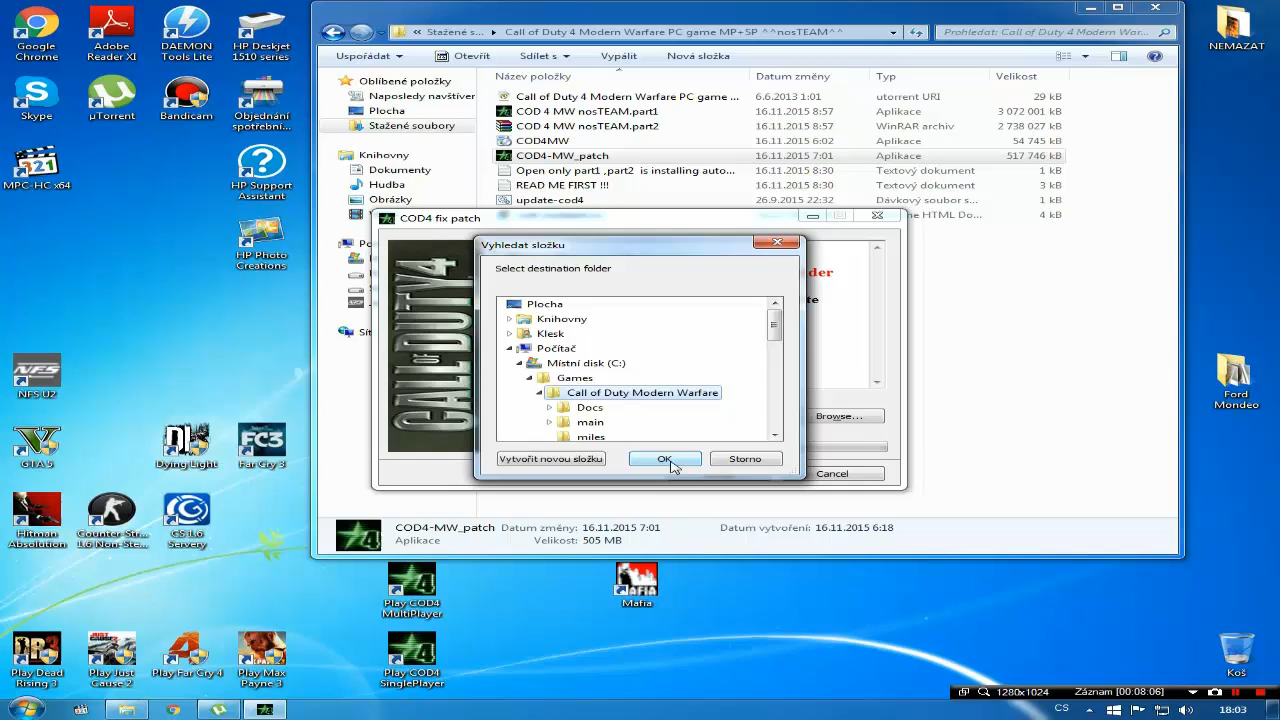 Google
Chrome
Adobe
Reader XI
DAEMON
Tools Lite
HP Deskjet
1510 series
Skype
µTorrent
Bandicam
Objednání
spotřební...
MPC-HC x64
HP Support
Assistant
HP Photo
Creations
NFS U2
GTA 5
Dying Light
Far Cry 3
Hitman
Absolution
Counter-Str...
1.6 Non-Ste...
CS 1.6
Servery
Play Dead
Rising 3
Play Just
Cause 2
Play Far Cry 4
Play Max
Payne 3
Play COD4
MultiPlayer
Play COD4
SinglePlayer
Mafia
NEMAZAT
Ford
Mondeo
Koš
« Stažené s... ▸ Call of Duty 4 Modern Warfare PC game MP+SP ^^nosTEAM^^
Prohledat: Call of Duty 4 Modern War...
Uspořádat
Otevřít
Sdílet s
Vypálit
Nová složka
Oblíbené položky
Naposledy navštíven
Plocha
Stažené soubory
Knihovny
Dokumenty
Hudba
Obrázky
Název položky Datum změny Typ Velikost
Call of Duty 4 Modern Warfare PC game ... 6.6.2013 1:01 utorrent URI 29 kB
COD 4 MW nosTEAM.part1 16.11.2015 8:57 Aplikace 3 072 001 kB
COD 4 MW nosTEAM.part2 16.11.2015 8:57 WinRAR archiv 2 738 027 kB
COD4MW 16.11.2015 6:02 Aplikace 54 745 kB
COD4-MW_patch 16.11.2015 7:01 Aplikace 517 746 kB
Open only part1 ,part2 is installing auto... 16.11.2015 8:30 Textový dokument 1 kB
READ ME FIRST !!! 16.11.2015 8:30 Textový dokument 3 kB
update-cod4 26.9.2015 22:32 Dávkový soubor s... 1 kB
me HTML Do... 4 kB
COD4 fix patch
CALL OF DUTY 4
der
te
Browse...
Cancel
Vyhledat složku
Select destination folder
Plocha
Knihovny
Klesk
Počítač
Místní disk (C:)
Games
Call of Duty Modern Warfare
Docs
main
miles
Vytvořit novou složku
OK
Storno
COD4-MW_patch Datum změny: 16.11.2015 7:01 Datum vytvoření: 16.11.2015 6:18
Aplikace Velikost: 505 MB
1280x1024 Záznam [00:08:06]
CS
18:03